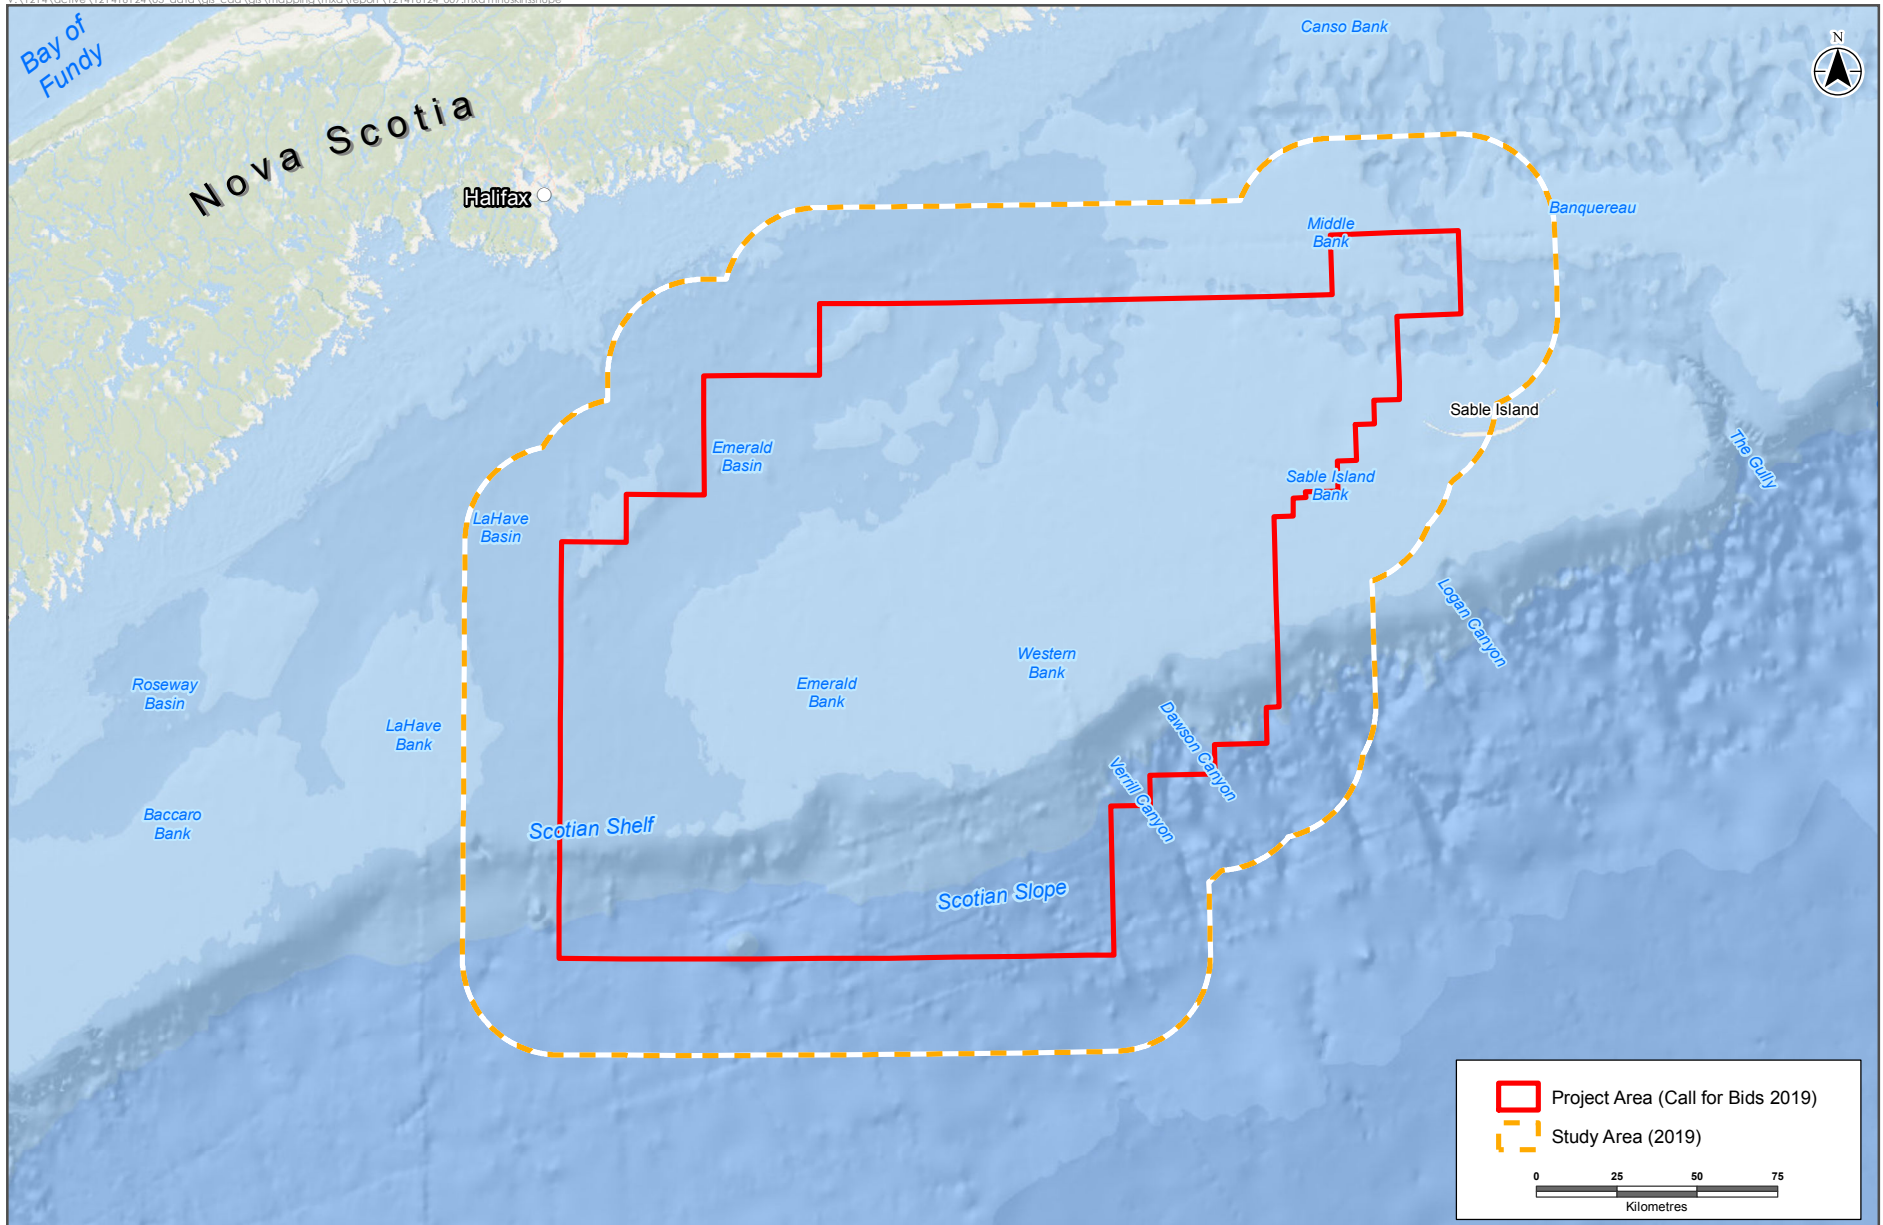 Bay of
Fundy
Canso Bank
N
Nova Scotia
Halifax
Banquereau
Middle
Bank
Sable Island
Emerald
Basin
The Gully
Sable Island
Bank
LaHave
Basin
Logan Canyon
Western
Bank
Roseway
Basin
Emerald
Bank
LaHave
Bank
Dawson Canyon
Verrill Canyon
Baccaro
Bank
Scotian Shelf
Scotian Slope
Project Area (Call for Bids 2019)
Study Area (2019)
0 25 50 75
Kilometres